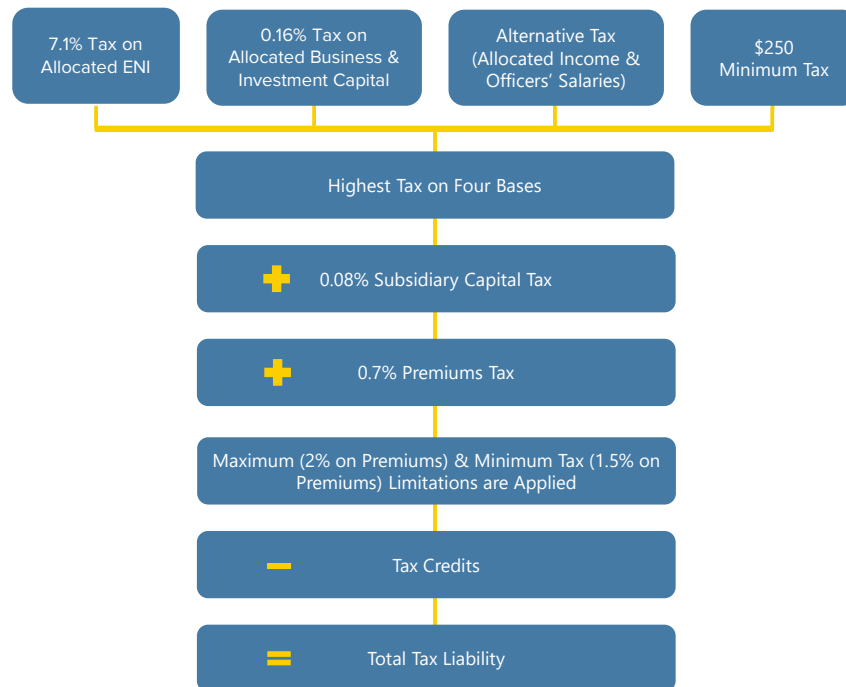 7.1% Tax on
Allocated ENI
0.16% Tax on
Allocated Business &
Investment Capital
Alternative Tax
(Allocated Income &
Officers’ Salaries)
$250
Minimum Tax
Highest Tax on Four Bases
0.08% Subsidiary Capital Tax
0.7% Premiums Tax
Maximum (2% on Premiums) & Minimum Tax (1.5% on
Premiums) Limitations are Applied
Tax Credits
Total Tax Liability